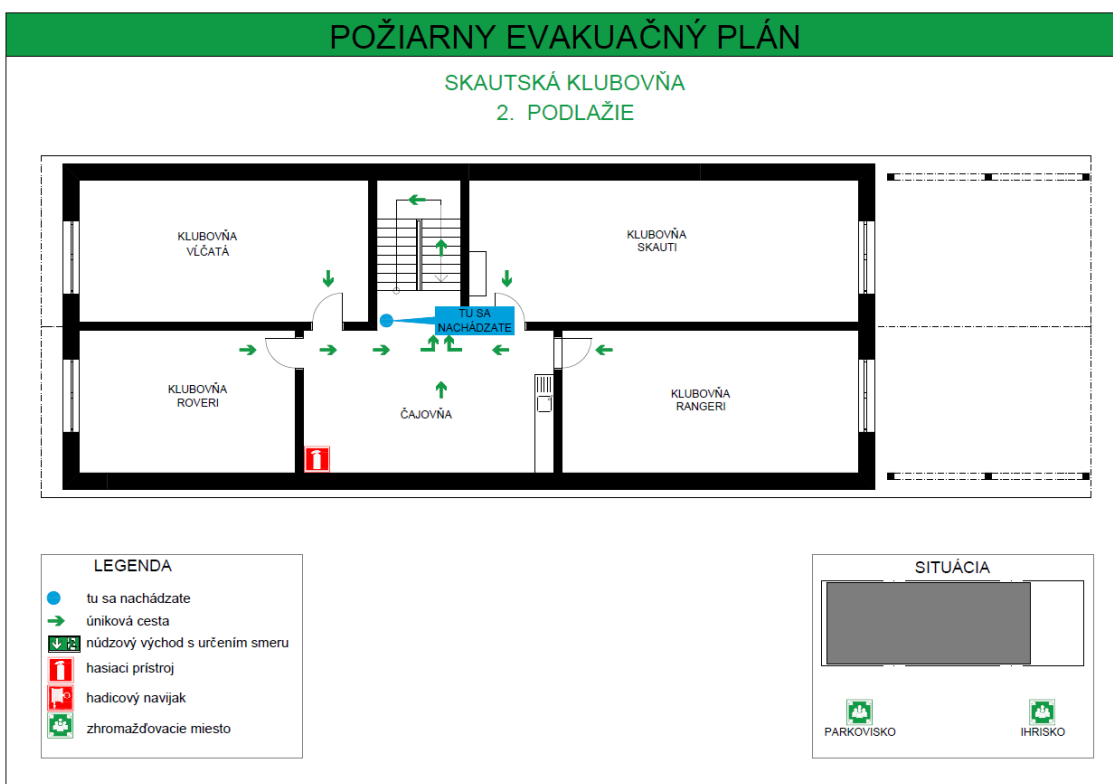 POŽIARNY EVAKUAČNÝ PLÁN
SKAUTSKÁ KLUBOVŇA
2. PODLAŽIE
KLUBOVŇA
VĹČATÁ
KLUBOVŇA
SKAUTI
TU SA
NACHÁDZATE
KLUBOVŇA
ROVERI
ČAJOVŇA
KLUBOVŇA
RANGERI
LEGENDA
tu sa nachádzate
úniková cesta
núdzový východ s určením smeru
hasiaci prístroj
hadicový navijak
zhromažďovacie miesto
SITUÁCIA
PARKOVISKO
IHRISKO